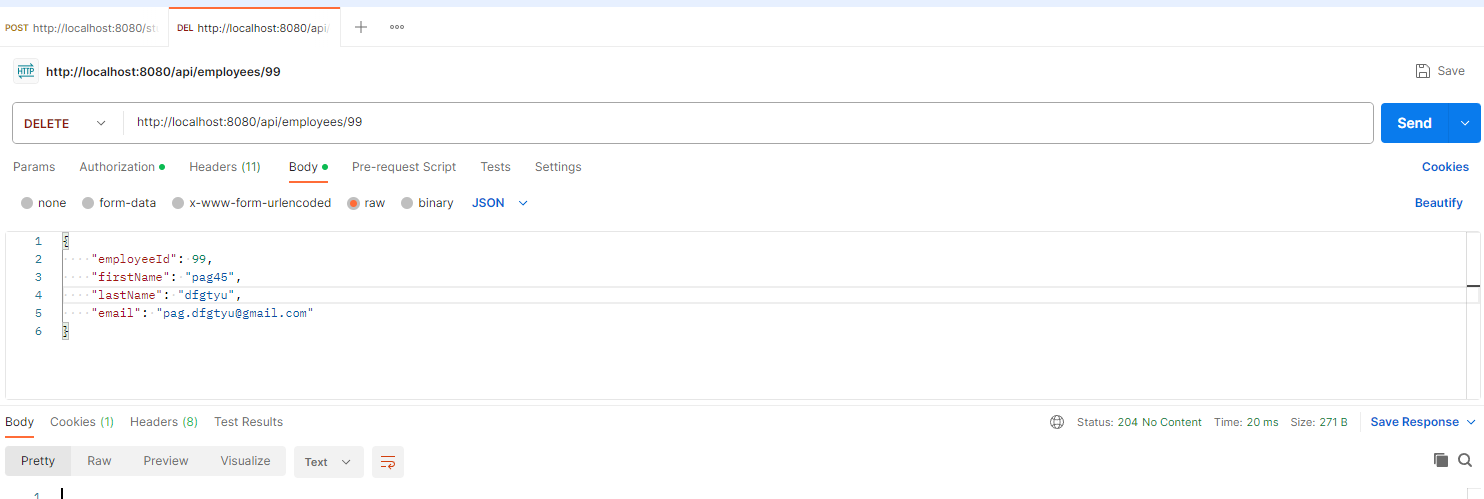 POST http://localhost:8080/st
DEL http://localhost:8080/api/
HTTP http://localhost:8080/api/employees/99
Save
DELETE http://localhost:8080/api/employees/99
Send
Params Authorization Headers (11) Body Pre-request Script Tests Settings Cookies
none form-data x-www-form-urlencoded raw binary JSON Beautify
1 {
2 "employeeId": 99,
3 "firstName": "pag45",
4 "lastName": "dfgtyu",
5 "email": "pag.dfgtyu@gmail.com"
6 }
Body Cookies (1) Headers (8) Test Results Status: 204 No Content Time: 20 ms Size: 271 B Save Response
Pretty Raw Preview Visualize Text
1